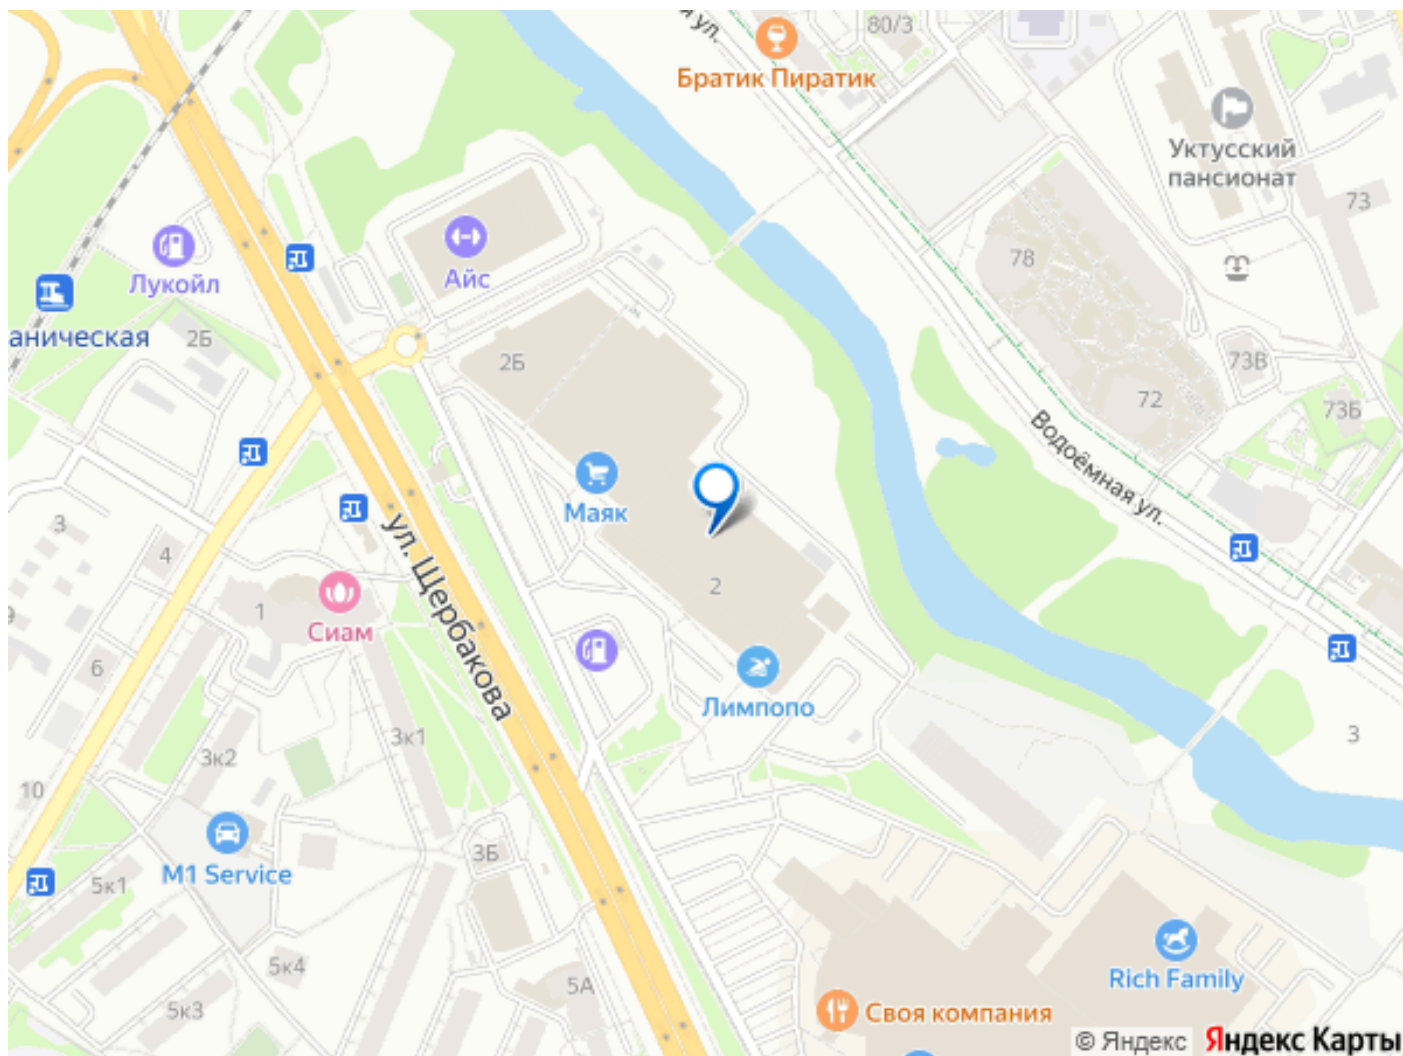 80/3
я ул.
Братик Пиратик
Уктусский
пансионат
73
78
Айс
Лукойл
аническая
2Б
2Б
73В
72
73Б
Водоёмная ул.
Маяк
3
4
ул. Щербакова
2
1
9
Сиам
6
Лимпопо
3к1
3
3к2
10
3Б
М1 Service
5к1
Rich Family
5к4
5А
5к3
Своя компания
© Яндекс Яндекс Карты